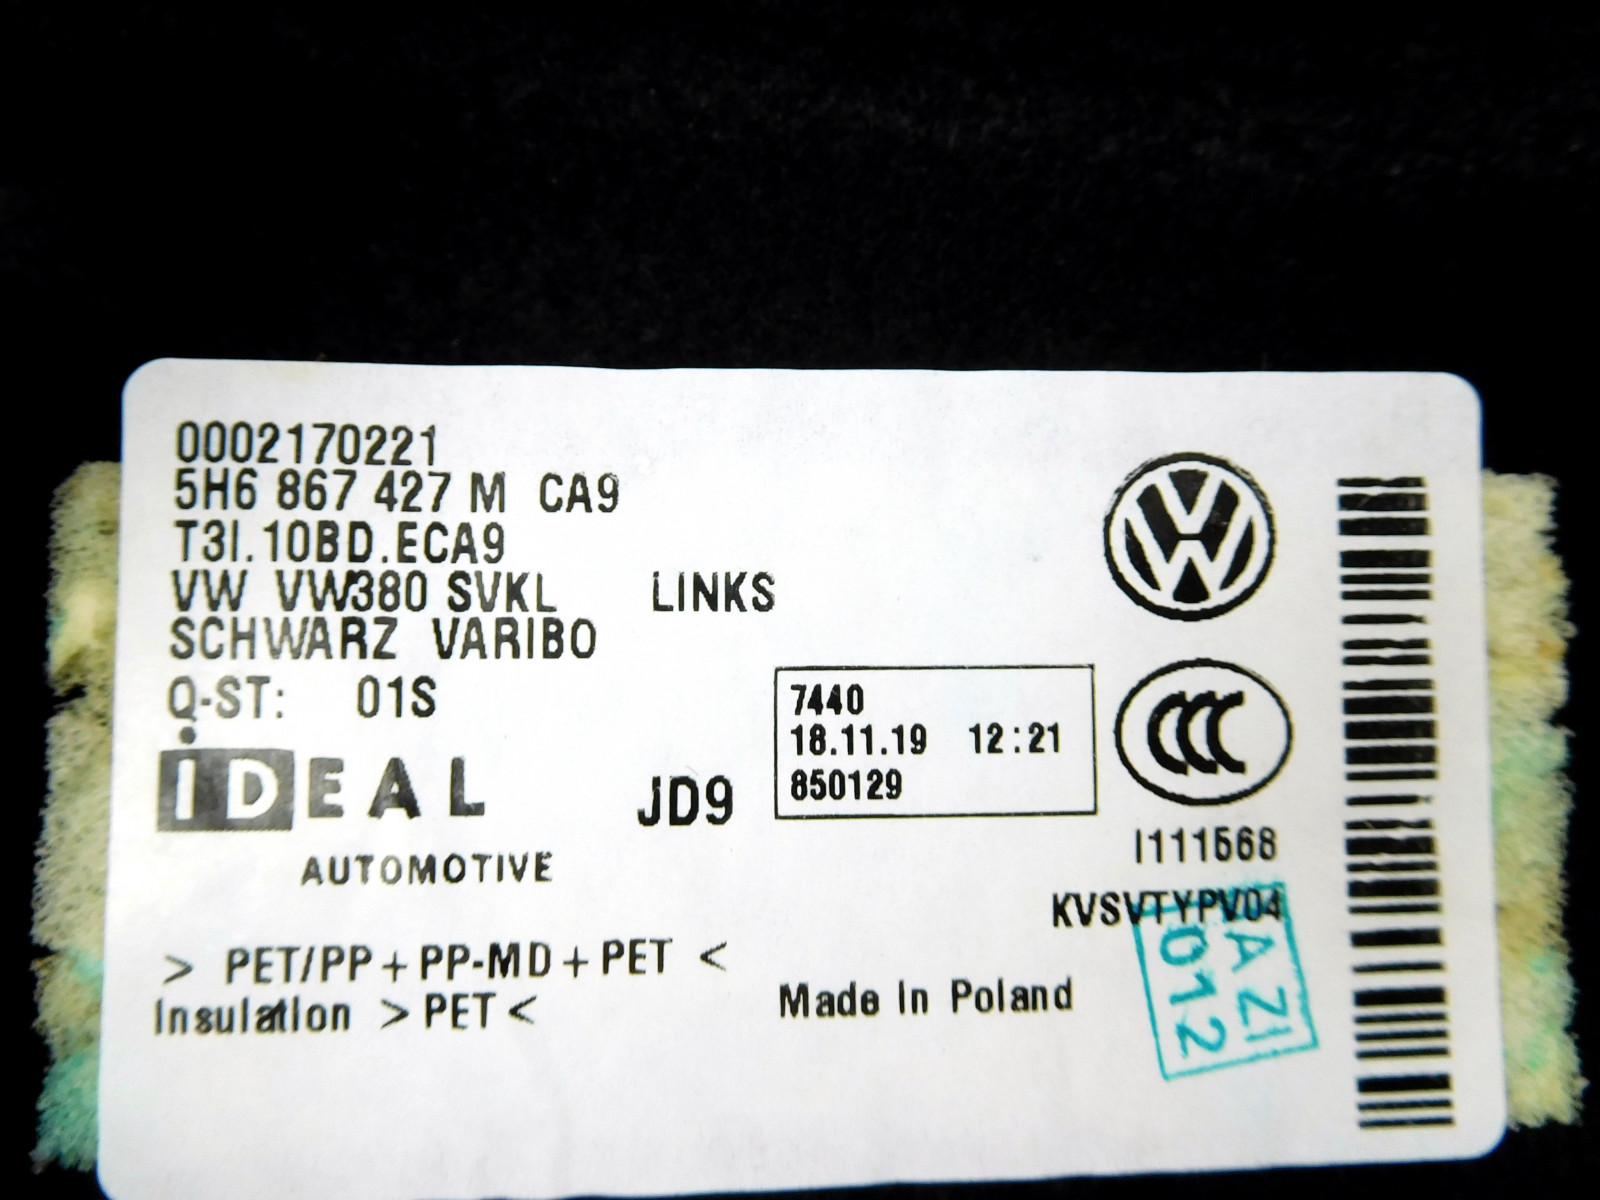 0002170221
5H6 867 427 M CA9
T3I.10BD.ECA9
VW VW380 SVKL LINKS
SCHWARZ VARIBO
Q-ST: 01S
iDEAL
AUTOMOTIVE
JD9
7440
18.11.19 12:21
850129
I111568
KVSVTYPV04
> PET/PP + PP-MD + PET <
Insulation > PET <
Made In Poland
A ZI
012